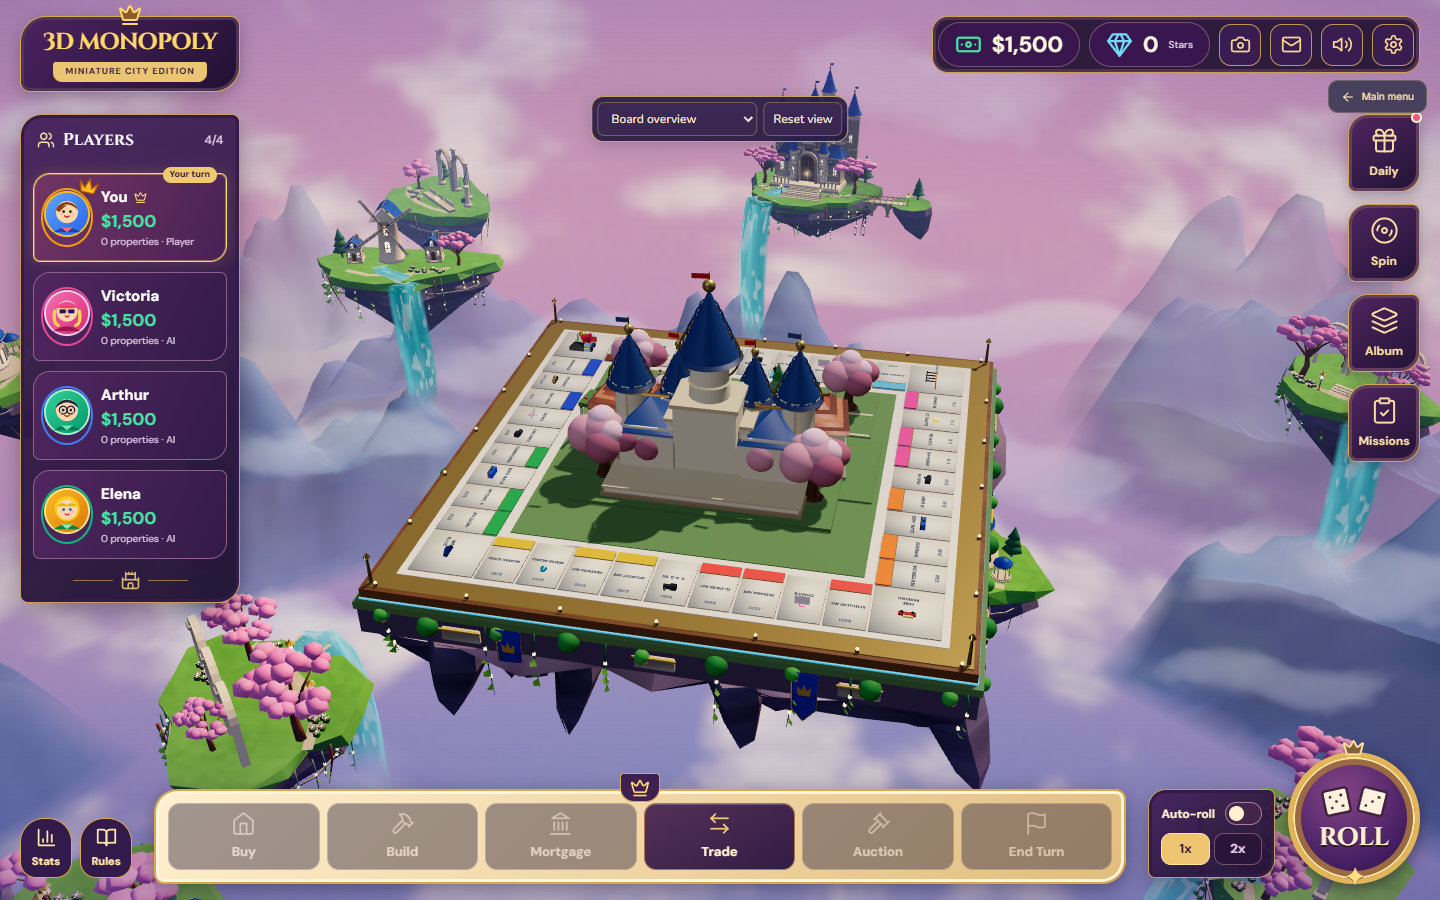 3D MONOPOLY
MINIATURE CITY EDITION
$1,500
0 Stars
Main menu
Board overview
Reset view
PLAYERS 4/4
Your turn
You
$1,500
0 properties · Player
Victoria
$1,500
0 properties · AI
Arthur
$1,500
0 properties · AI
Elena
$1,500
0 properties · AI
Daily
Spin
Album
Missions
Stats
Rules
Buy
Build
Mortgage
Trade
Auction
End Turn
Auto-roll
1x
2x
ROLL